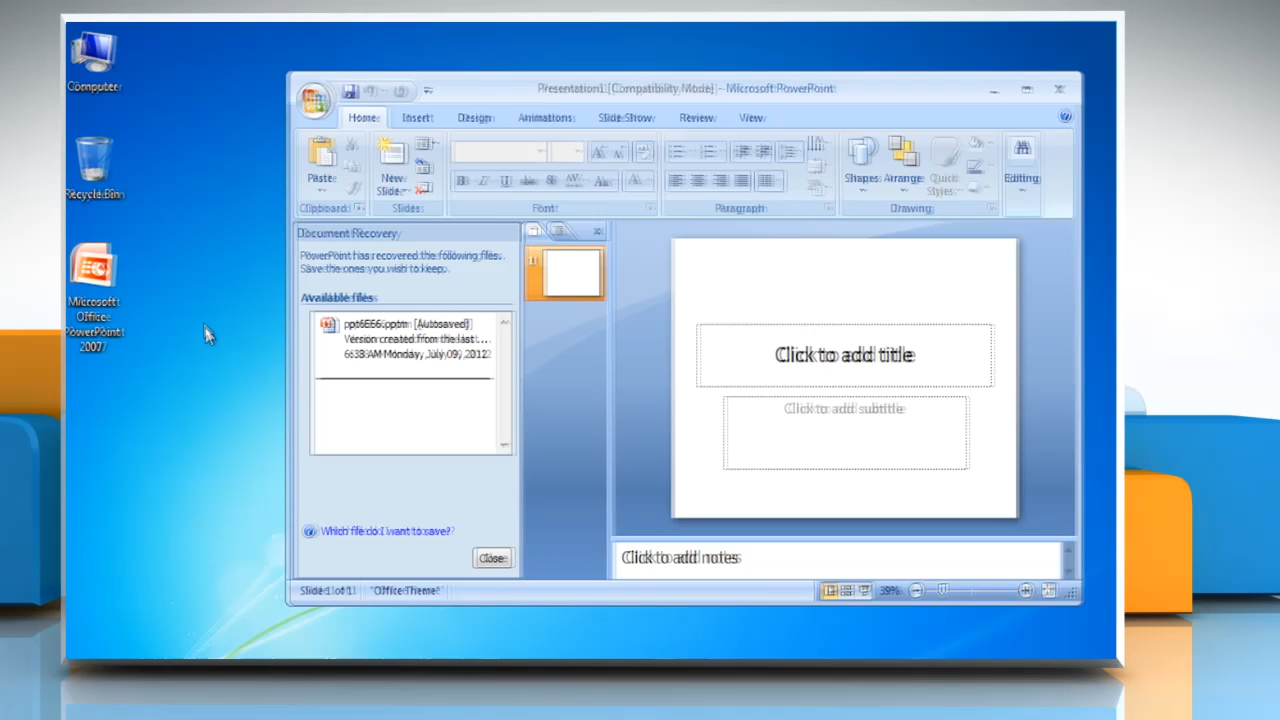 Computer
Recycle Bin
Microsoft
Office
PowerPoint
2007
Presentation1 [Compatibility Mode] - Microsoft PowerPoint
Home
Insert
Design
Animations
Slide Show
Review
View
Paste
New
Slide
Shapes
Arrange
Quick
Styles
Editing
Clipboard
Slides
Font
Paragraph
Drawing
Document Recovery
PowerPoint has recovered the following files.
Save the ones you wish to keep.
Available files
[Autosaved]
Version created from the last ...
AM Monday, July 09, 2012
Which file do I want to save?
Close
1
Click to add title
Click to add subtitle
Click to add notes
Slide 1 of 1
"Office Theme"
39%